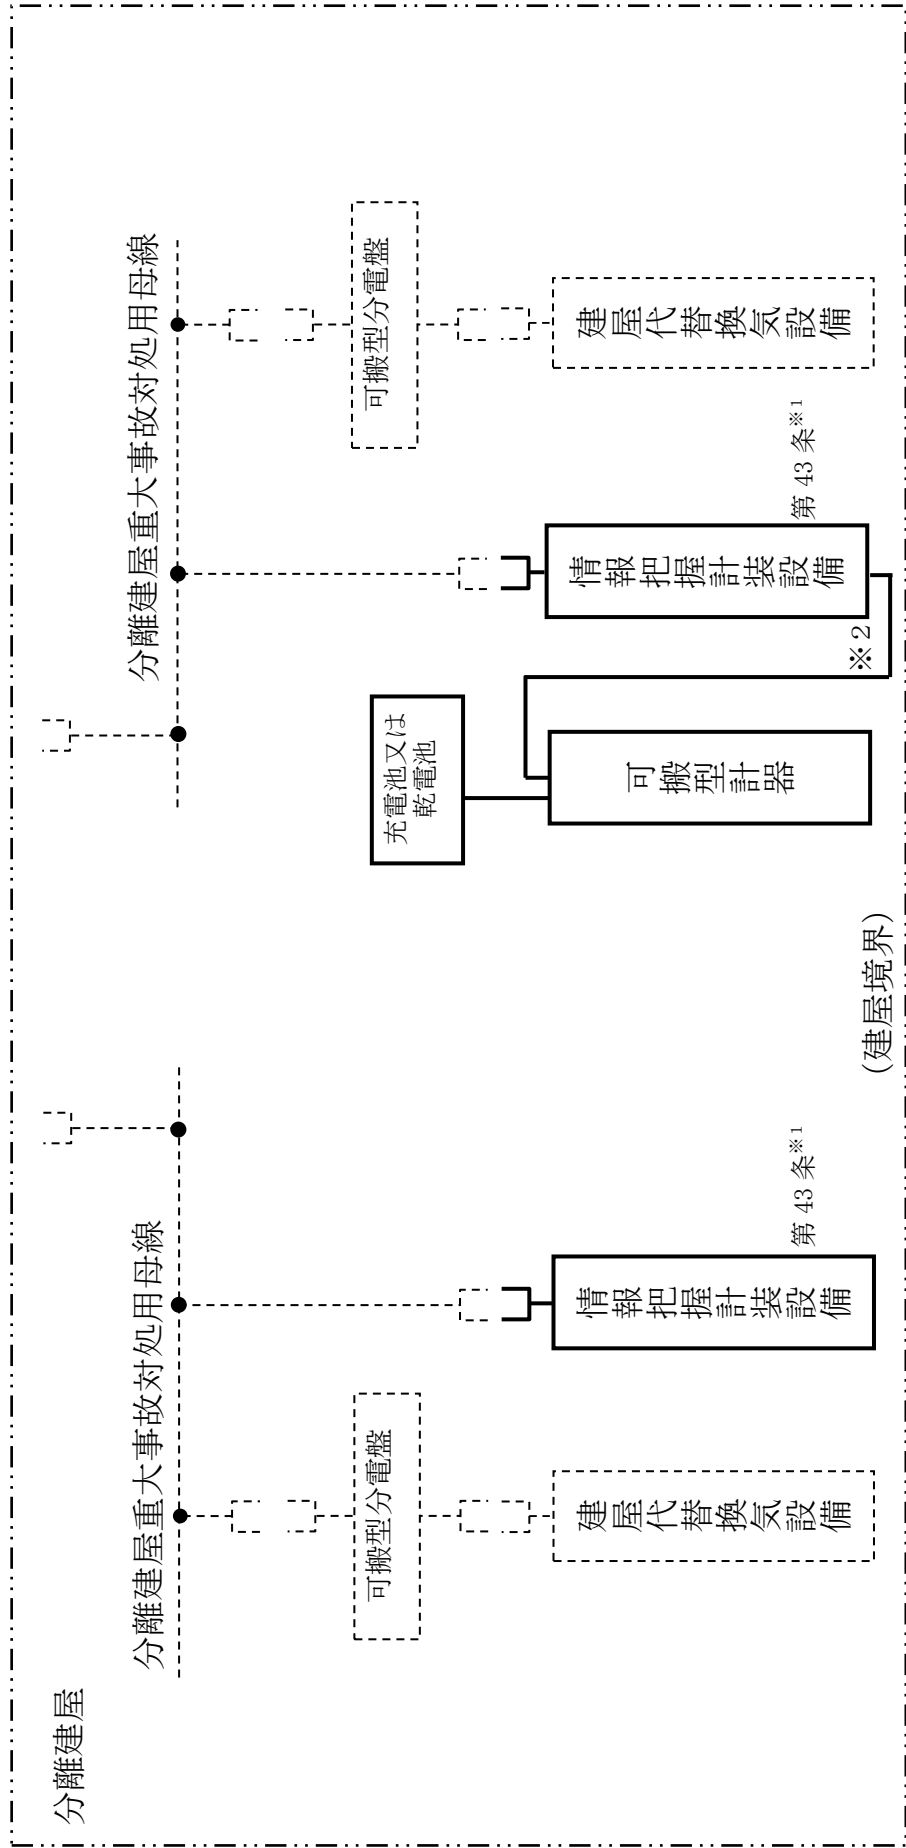 分離建屋
分離建屋重大事故対処用母線
分離建屋重大事故対処用母線
可搬型分電盤
充電池又は
乾電池
可搬型分電盤
建屋代替換気設備
情報把握計装設備
第 43 条※1
可搬型計器
※2
情報把握計装設備
第 43 条※1
建屋代替換気設備
(建屋境界)